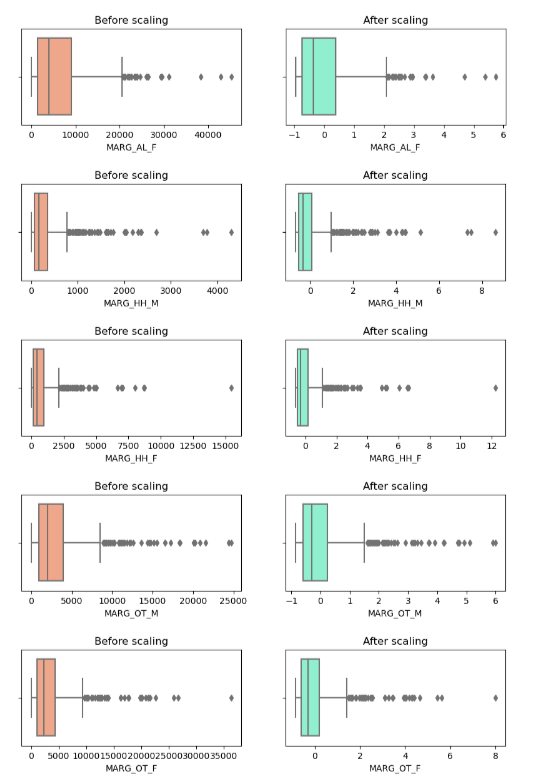 Before scaling
After scaling
0 10000 20000 30000 40000
−1 0 1 2 3 4 5 6
MARG_AL_F
MARG_AL_F
Before scaling
After scaling
0 1000 2000 3000 4000
0 2 4 6 8
MARG_HH_M
MARG_HH_M
Before scaling
After scaling
0 2500 5000 7500 10000 12500 15000
0 2 4 6 8 10 12
MARG_HH_F
MARG_HH_F
Before scaling
After scaling
0 5000 10000 15000 20000 25000
−1 0 1 2 3 4 5 6
MARG_OT_M
MARG_OT_M
Before scaling
After scaling
0 5000 10000 15000 20000 25000 30000 35000
0 2 4 6 8
MARG_OT_F
MARG_OT_F